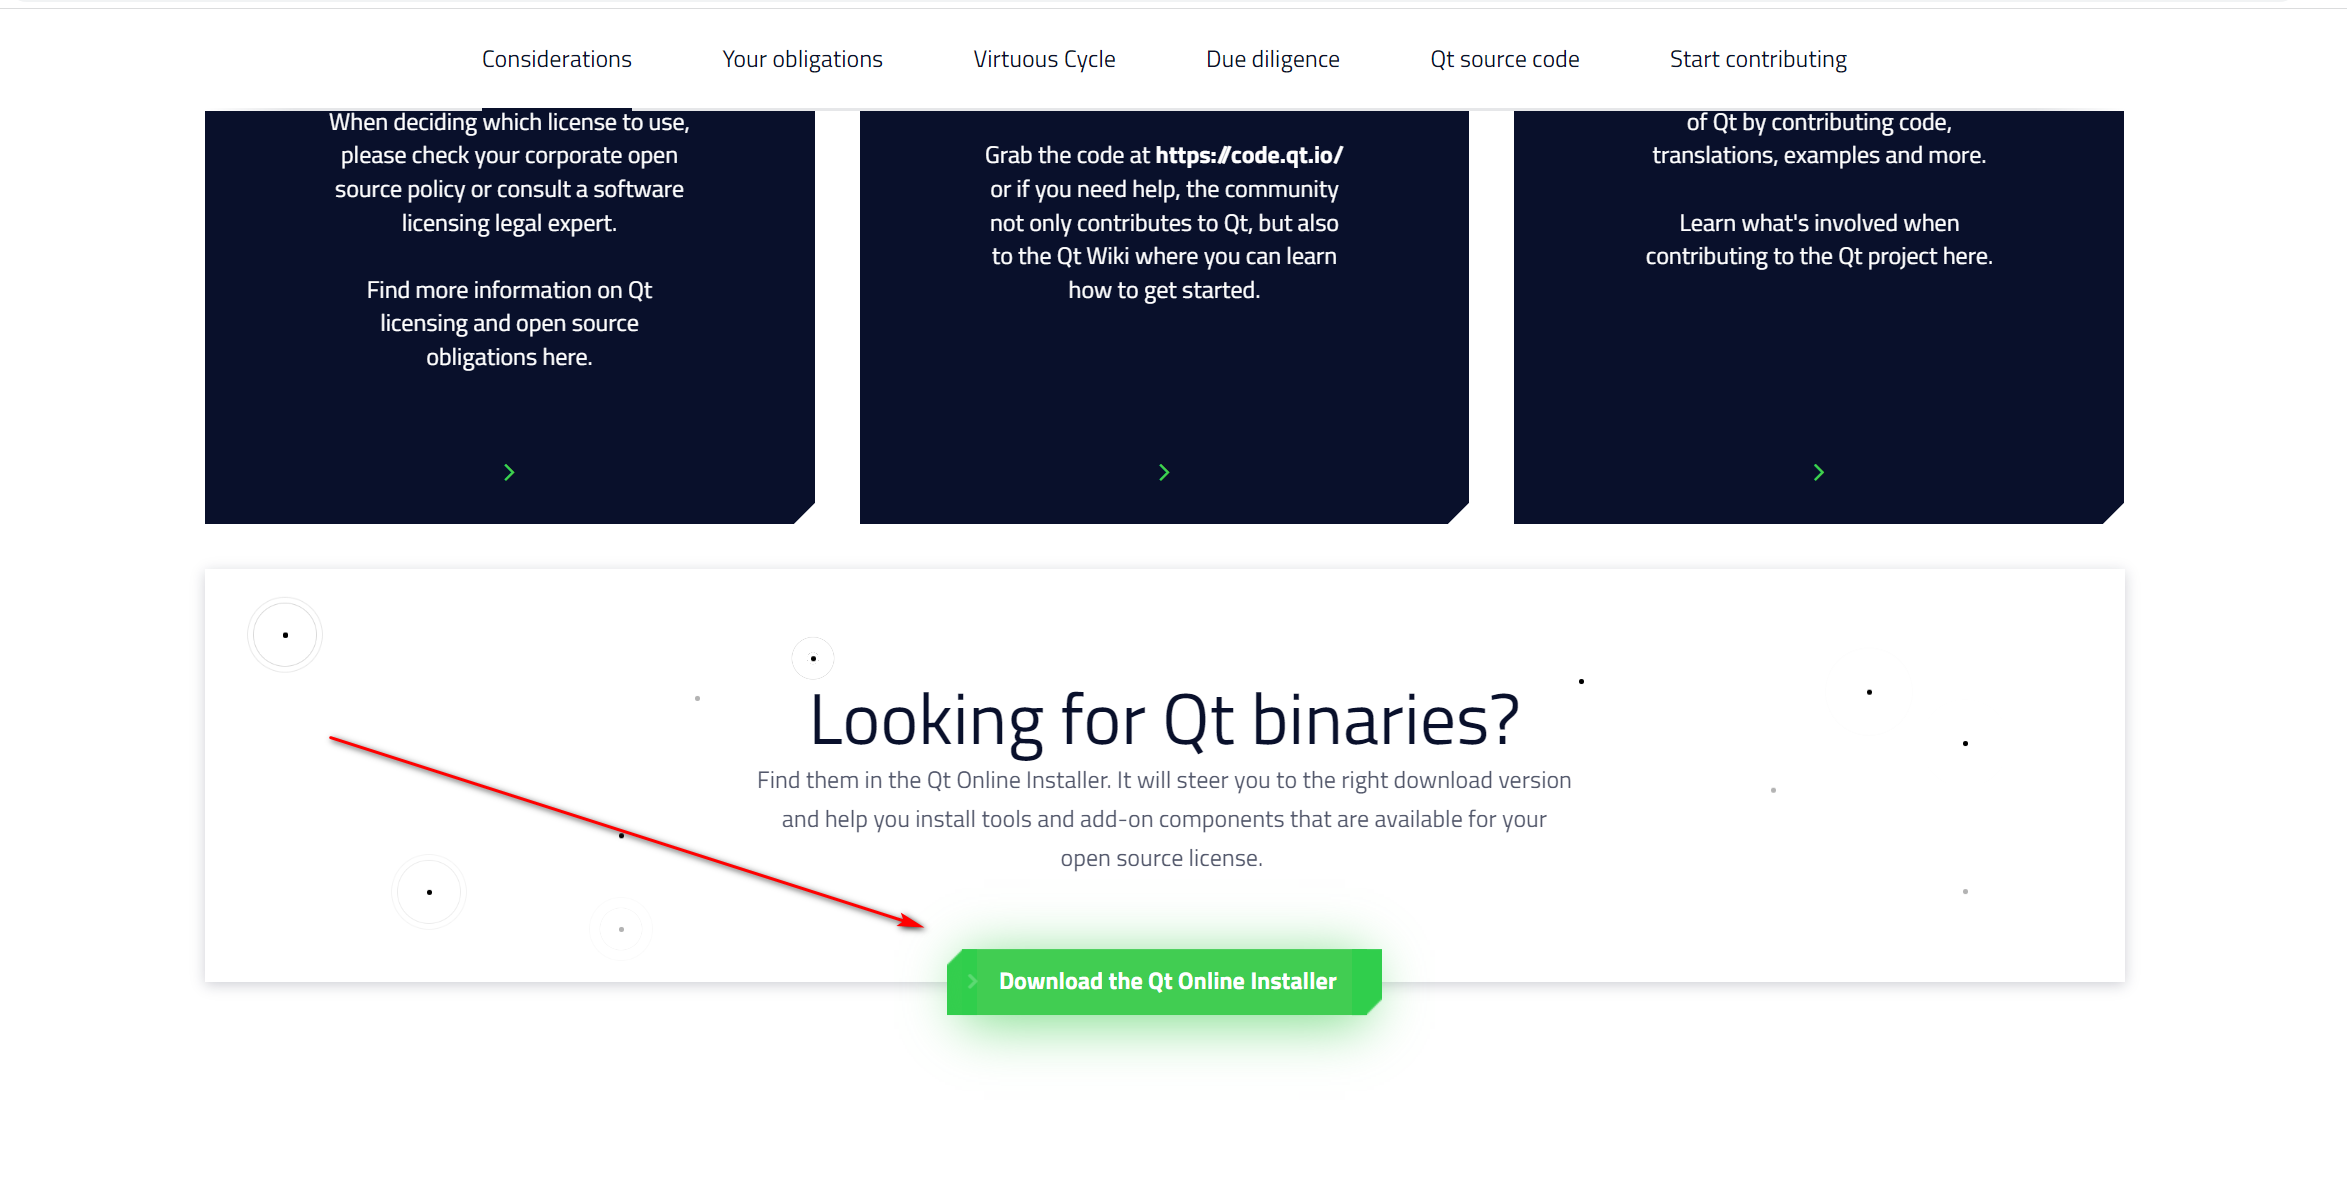 Considerations
Your obligations
Virtuous Cycle
Due diligence
Qt source code
Start contributing
When deciding which license to use,
please check your corporate open
source policy or consult a software
licensing legal expert.
Find more information on Qt
licensing and open source
obligations here.
Grab the code at https://code.qt.io/
or if you need help, the community
not only contributes to Qt, but also
to the Qt Wiki where you can learn
how to get started.
of Qt by contributing code,
translations, examples and more.
Learn what's involved when
contributing to the Qt project here.
Looking for Qt binaries?
Find them in the Qt Online Installer. It will steer you to the right download version
and help you install tools and add-on components that are available for your
open source license.
Download the Qt Online Installer